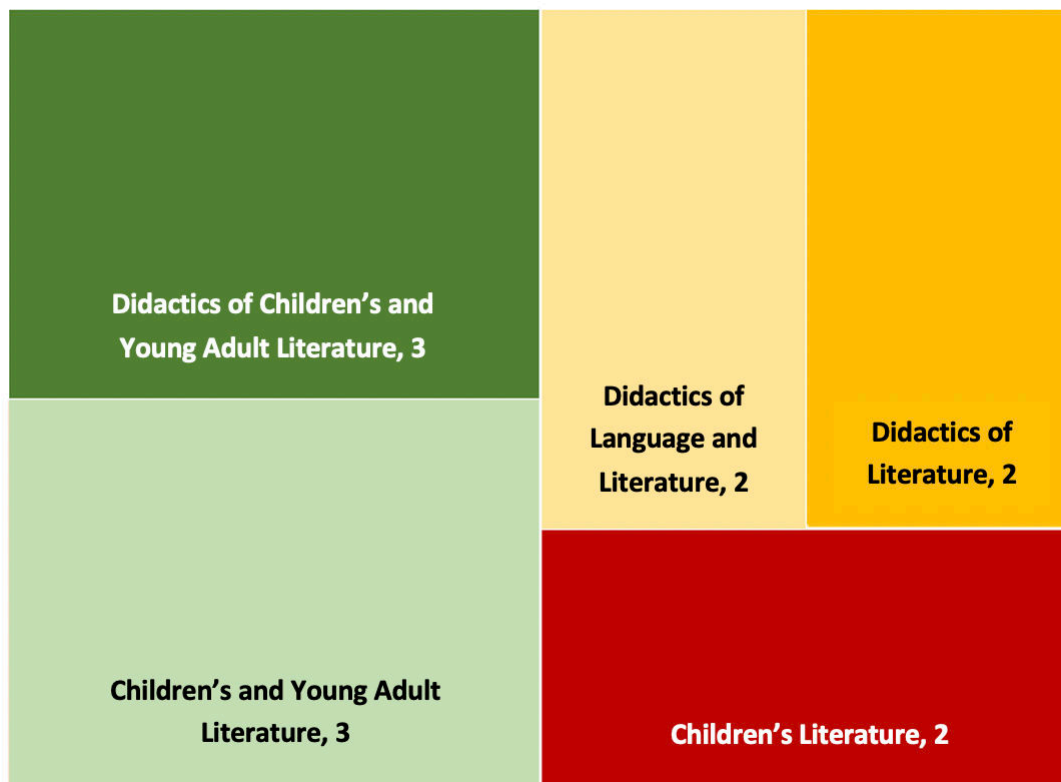 Didactics of Children’s and
Young Adult Literature, 3
Children’s and Young Adult
Literature, 3
Didactics of
Language and
Literature, 2
Didactics of
Literature, 2
Children’s Literature, 2